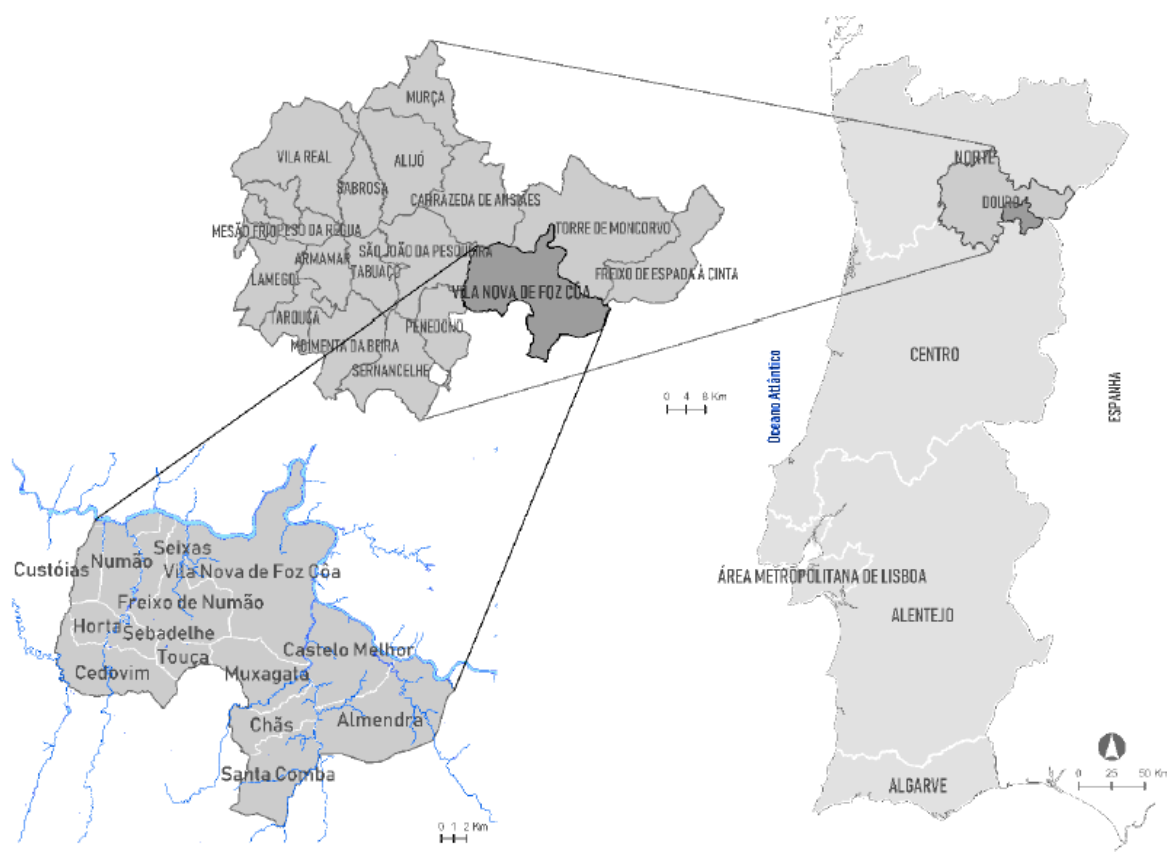 MURÇA
VILA REAL
ALIJÓ
SABROSA
CARRAZEDA DE ANSIÃES
MESÃO FRIO
PESO DA RÉGUA
TORRE DE MONCORVO
SÃO JOÃO DA PESQUEIRA
ARMAMAR
TABUAÇO
LAMEGO
FREIXO DE ESPADA À CINTA
VILA NOVA DE FOZ CÔA
TAROUCA
PENEDONO
MOIMENTA DA BEIRA
SERNANCELHE
0 4 8 Km
NORTE
DOURO
CENTRO
Oceano Atlântico
ESPANHA
ÁREA METROPOLITANA DE LISBOA
ALENTEJO
ALGARVE
0 25 50 Km
Seixas
Custóias
Numão
Vila Nova de Foz Côa
Freixo de Numão
Horta
Sebadelhe
Touça
Castelo Melhor
Cedovim
Muxagata
Chãs
Almendra
Santa Comba
0 1 2 Km